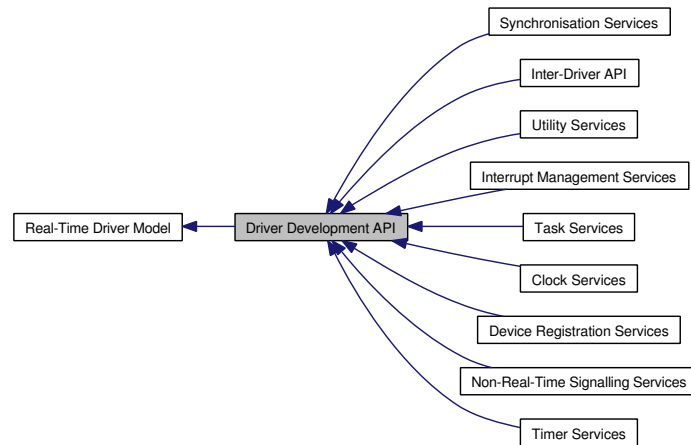 Synchronisation Services
Inter-Driver API
Utility Services
Interrupt Management Services
Real-Time Driver Model
Driver Development API
Task Services
Clock Services
Device Registration Services
Non-Real-Time Signalling Services
Timer Services